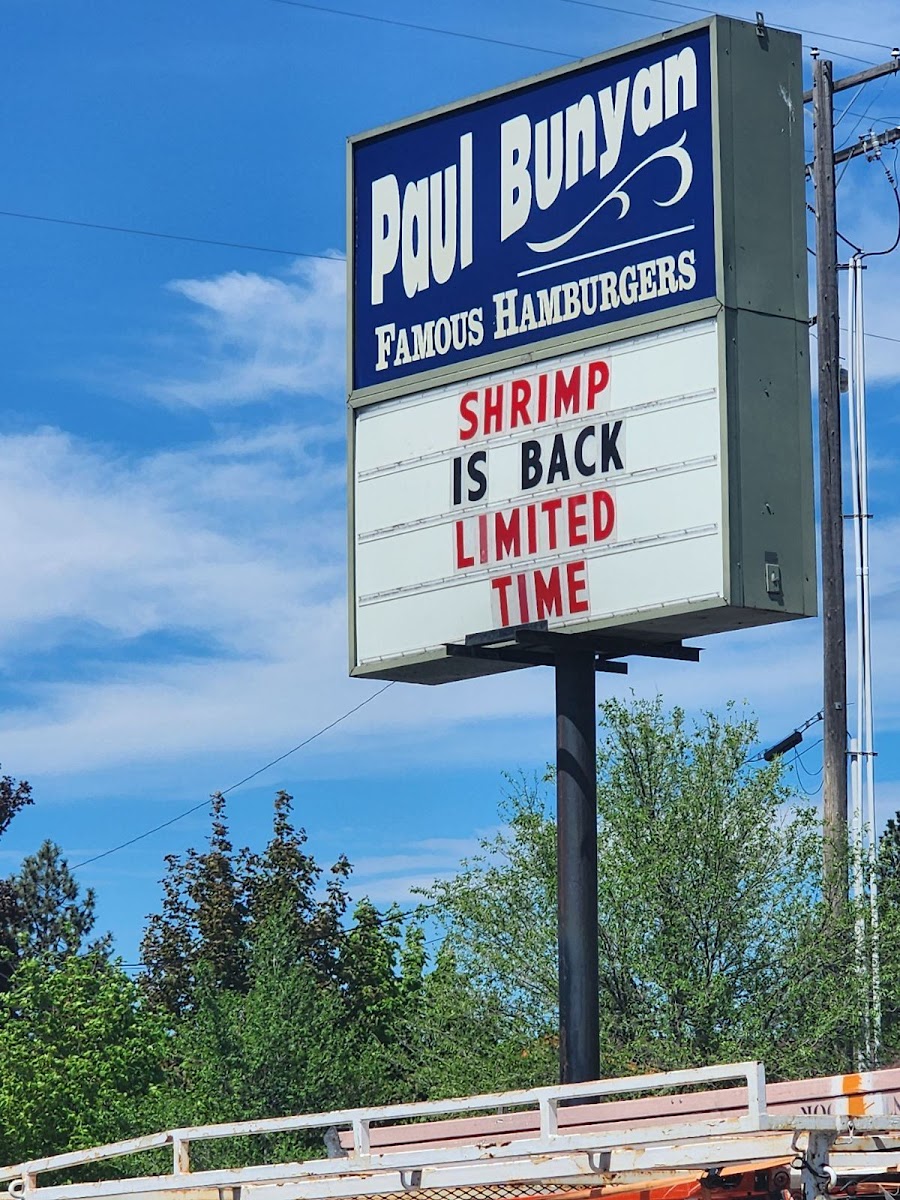 Paul Bunyan
FAMOUS HAMBURGERS
SHRIMP
IS BACK
LIMITED
TIME